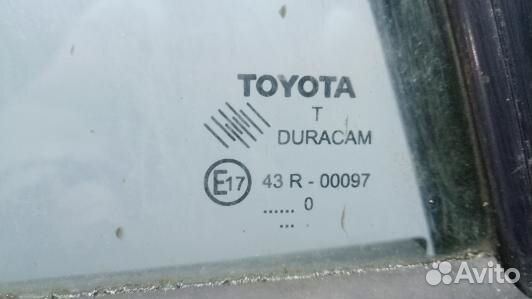 TOYOTA
T
DURACAM
E17 43 R - 00097
...... 0
...
Avito